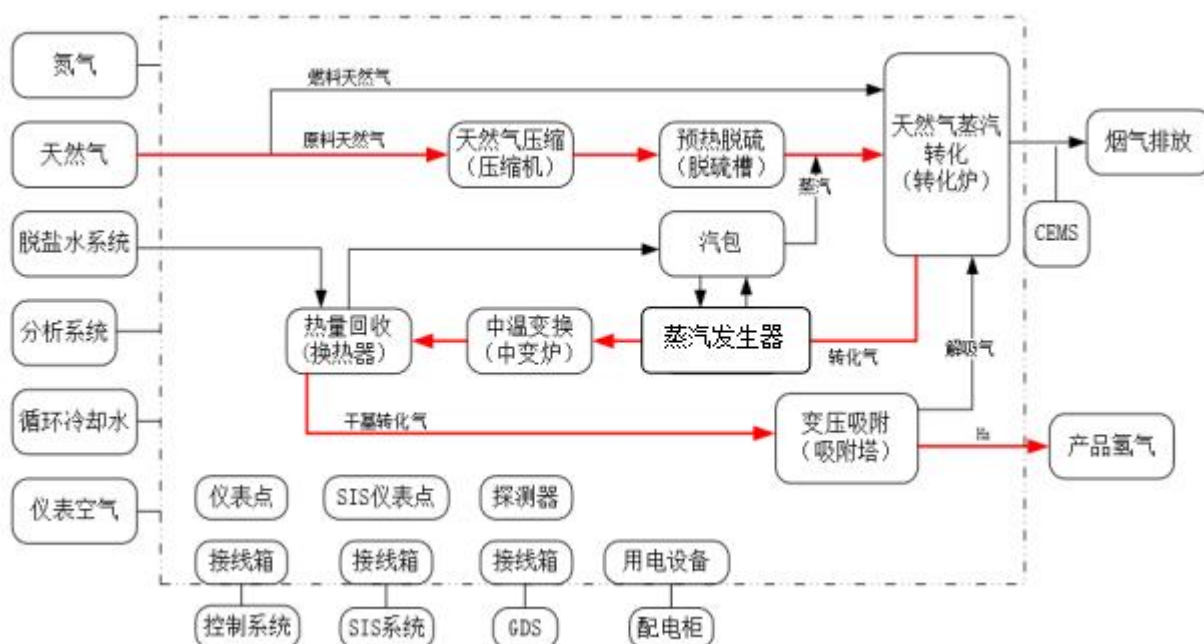 氮气
燃料天然气
天然气
原料天然气
天然气压缩
（压缩机）
预热脱硫
（脱硫槽）
蒸汽
天然气蒸汽
转化
（转化炉）
烟气排放
CEMS
脱盐水系统
汽包
分析系统
热量回收
（换热器）
中温变换
（中变炉）
蒸汽发生器
转化气
解吸气
循环冷却水
干基转化气
变压吸附
（吸附塔）
H₂
产品氢气
仪表空气
仪表点
SIS仪表点
探测器
接线箱
接线箱
接线箱
用电设备
控制系统
SIS系统
GDS
配电柜